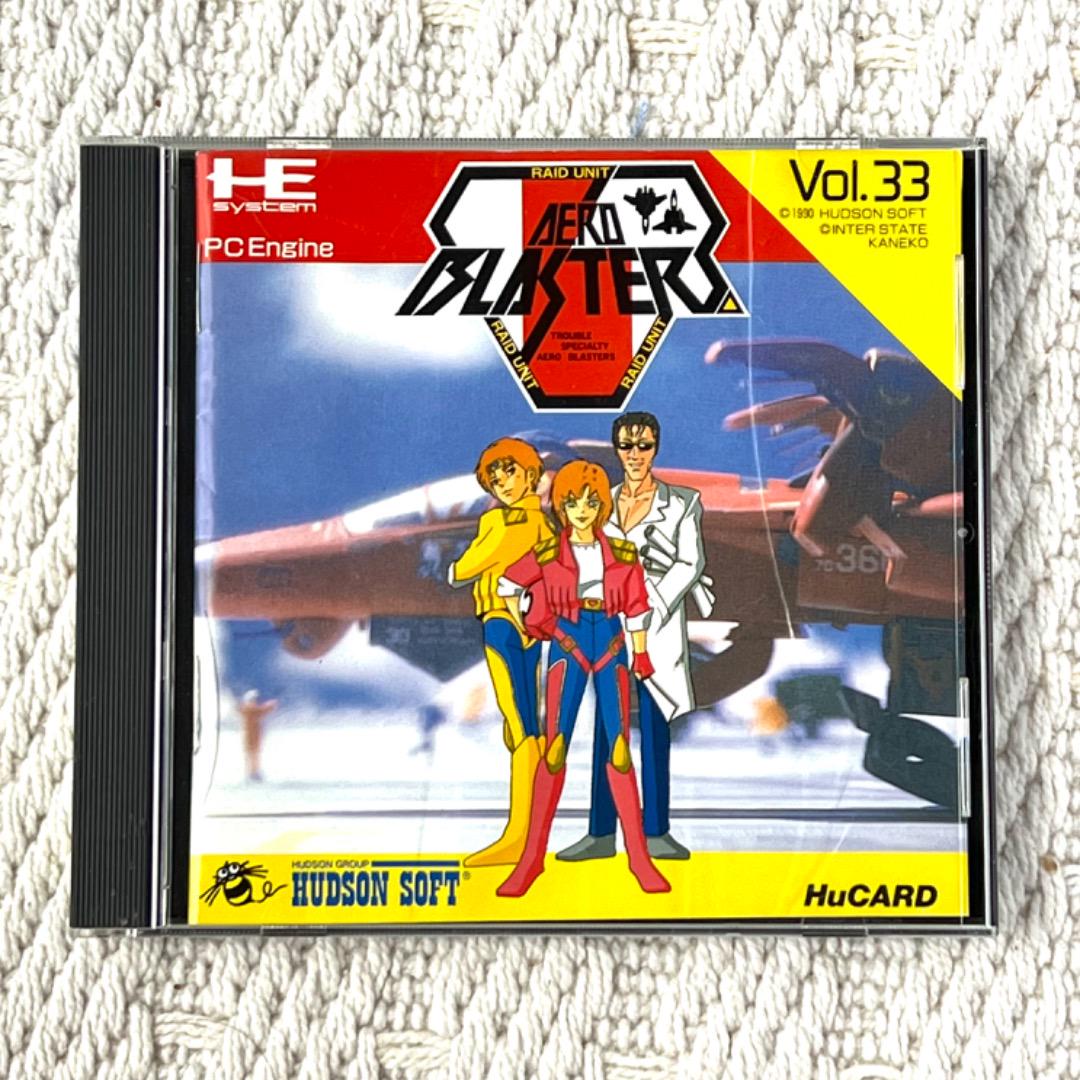 HE
system
PC Engine
RAID UNIT
AERO
BLASTERS
TROUBLE
SPECIALTY
AERO BLASTERS
RAID UNIT
RAID UNIT
Vol.33
©1990 HUDSON SOFT
©INTER STATE
KANEKO
HUDSON GROUP
HUDSON SOFT®
HuCARD